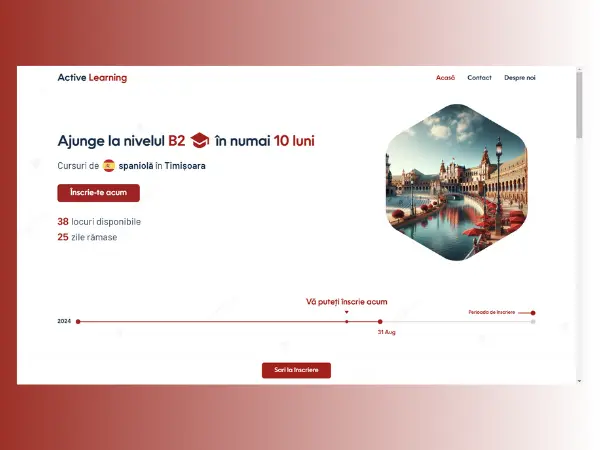 Active Learning
Acasă Contact Despre noi
Ajunge la nivelul B2 în numai 10 luni
Cursuri de spaniolă în Timișoara
Înscrie-te acum
38 locuri disponibile
25 zile rămase
Vă puteți înscrie acum
Perioada de înscriere
2024
31 Aug
Sari la înscriere